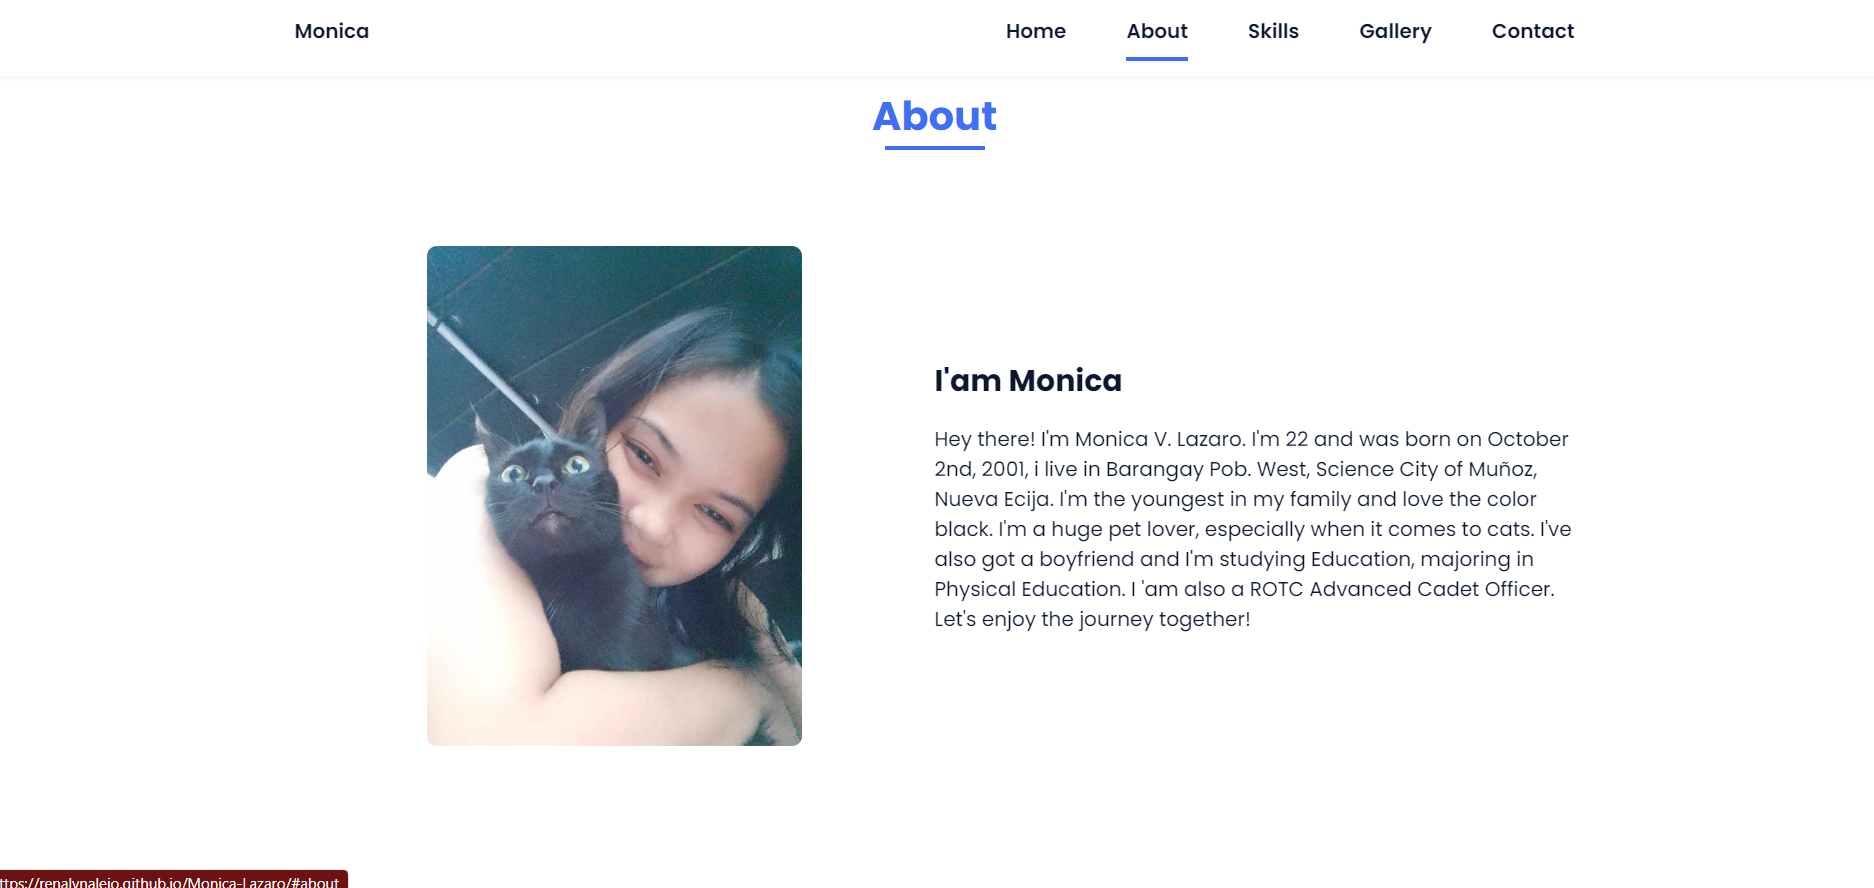 Monica
Home About Skills Gallery Contact
About
I'am Monica
Hey there! I'm Monica V. Lazaro. I'm 22 and was born on October
2nd, 2001, i live in Barangay Pob. West, Science City of Muñoz,
Nueva Ecija. I'm the youngest in my family and love the color
black. I'm a huge pet lover, especially when it comes to cats. I've
also got a boyfriend and I'm studying Education, majoring in
Physical Education. I 'am also a ROTC Advanced Cadet Officer.
Let's enjoy the journey together!
ttps://renalynalejo.github.io/Monica-Lazaro/#about